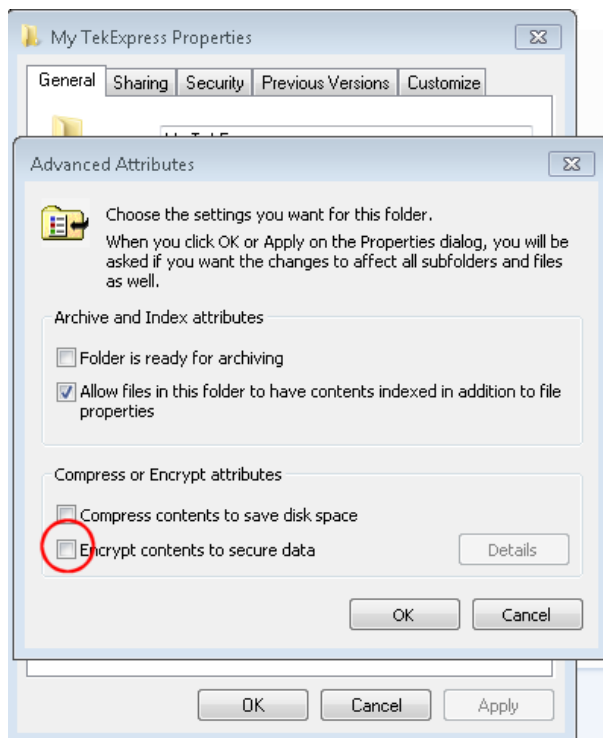 My TekExpress Properties
General Sharing Security Previous Versions Customize
Advanced Attributes
Choose the settings you want for this folder.
When you click OK or Apply on the Properties dialog, you will be
asked if you want the changes to affect all subfolders and files
as well.
Archive and Index attributes
Folder is ready for archiving
Allow files in this folder to have contents indexed in addition to file
properties
Compress or Encrypt attributes
Compress contents to save disk space
Encrypt contents to secure data
Details
OK Cancel
OK Cancel Apply